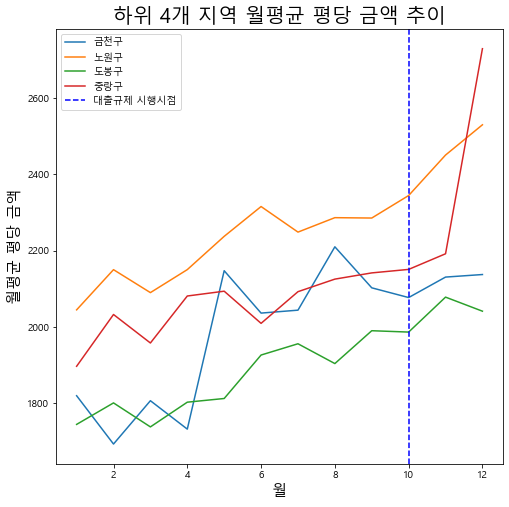 하위 4개 지역 월평균 평당 금액 추이
금천구
노원구
도봉구
중랑구
대출규제 시행시점
월평균 평당 금액
2600
2400
2200
2000
1800
2
4
6
8
10
12
월